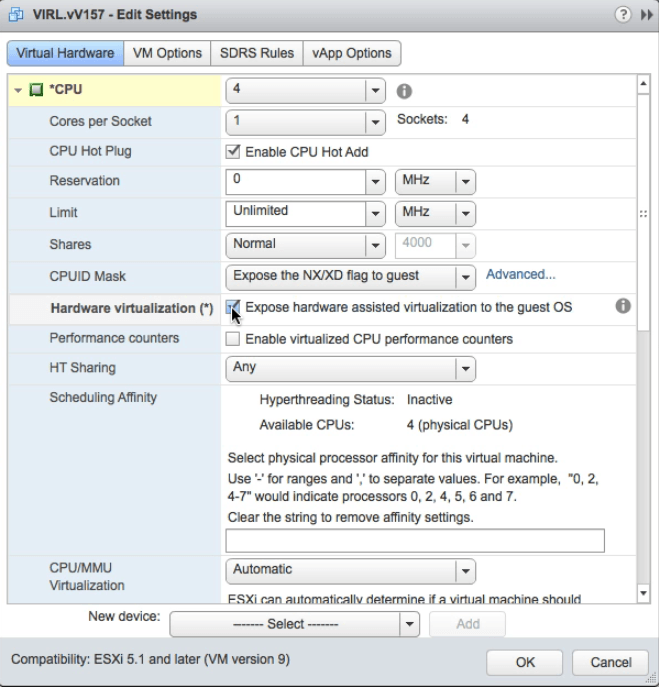 VIRL.vV157 - Edit Settings
Virtual Hardware VM Options SDRS Rules vApp Options
*CPU 4
Cores per Socket 1 Sockets: 4
CPU Hot Plug Enable CPU Hot Add
Reservation 0 MHz
Limit Unlimited MHz
Shares Normal 4000
CPUID Mask Expose the NX/XD flag to guest Advanced...
Hardware virtualization (*) Expose hardware assisted virtualization to the guest OS
Performance counters Enable virtualized CPU performance counters
HT Sharing Any
Scheduling Affinity Hyperthreading Status: Inactive
Available CPUs: 4 (physical CPUs)
Select physical processor affinity for this virtual machine.
Use '-' for ranges and ',' to separate values. For example, "0, 2,
4-7" would indicate processors 0, 2, 4, 5, 6 and 7.
Clear the string to remove affinity settings.
CPU/MMU Automatic
Virtualization
ESXi can automatically determine if a virtual machine should
New device: ------- Select ------- Add
Compatibility: ESXi 5.1 and later (VM version 9) OK Cancel